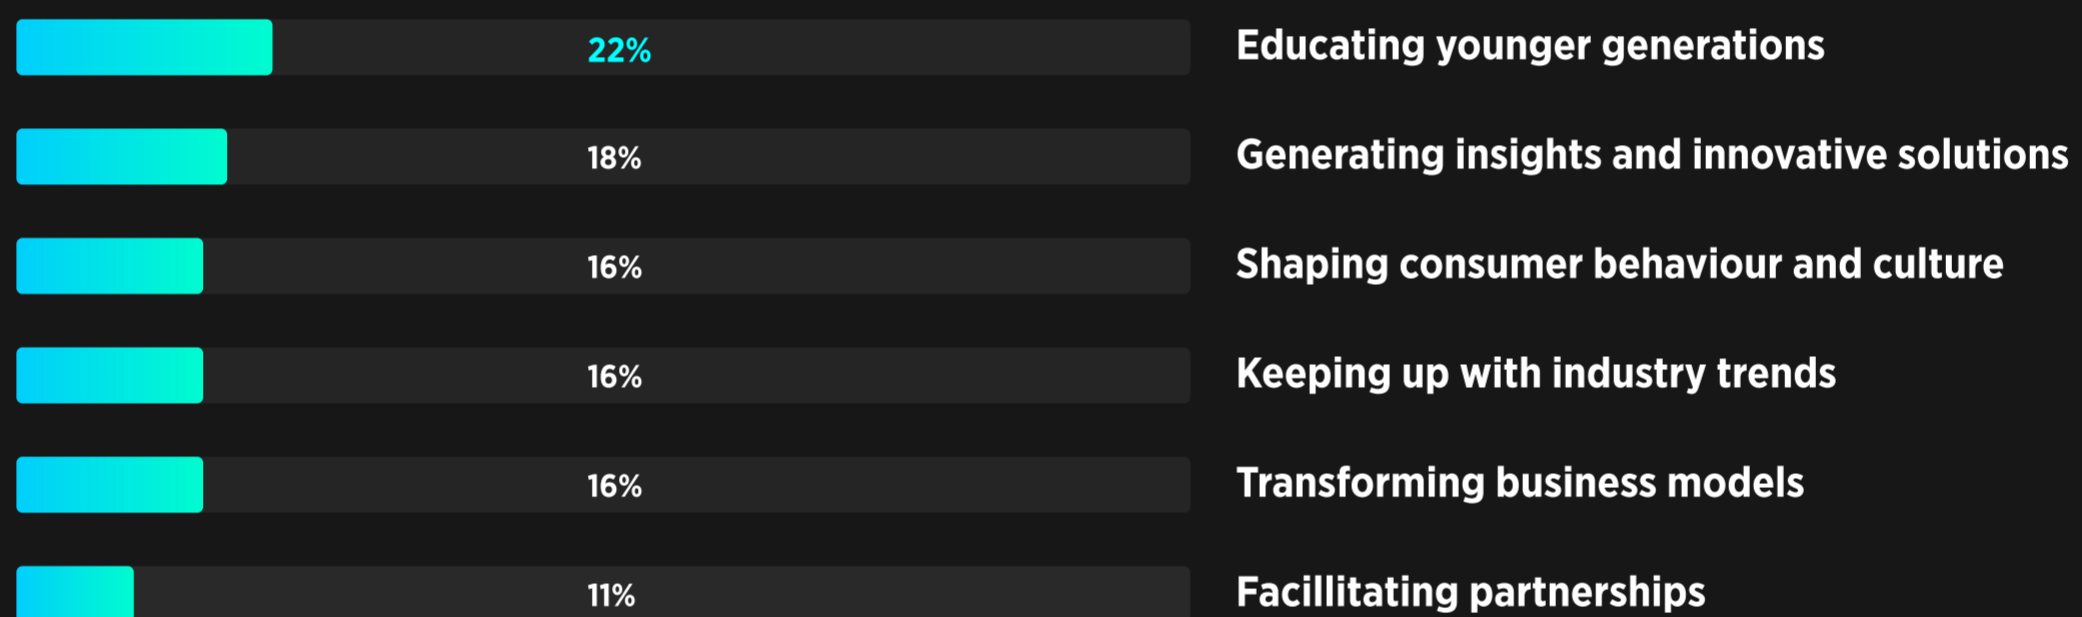 22% Educating younger generations
18% Generating insights and innovative solutions
16% Shaping consumer behaviour and culture
16% Keeping up with industry trends
16% Transforming business models
11% Facillitating partnerships